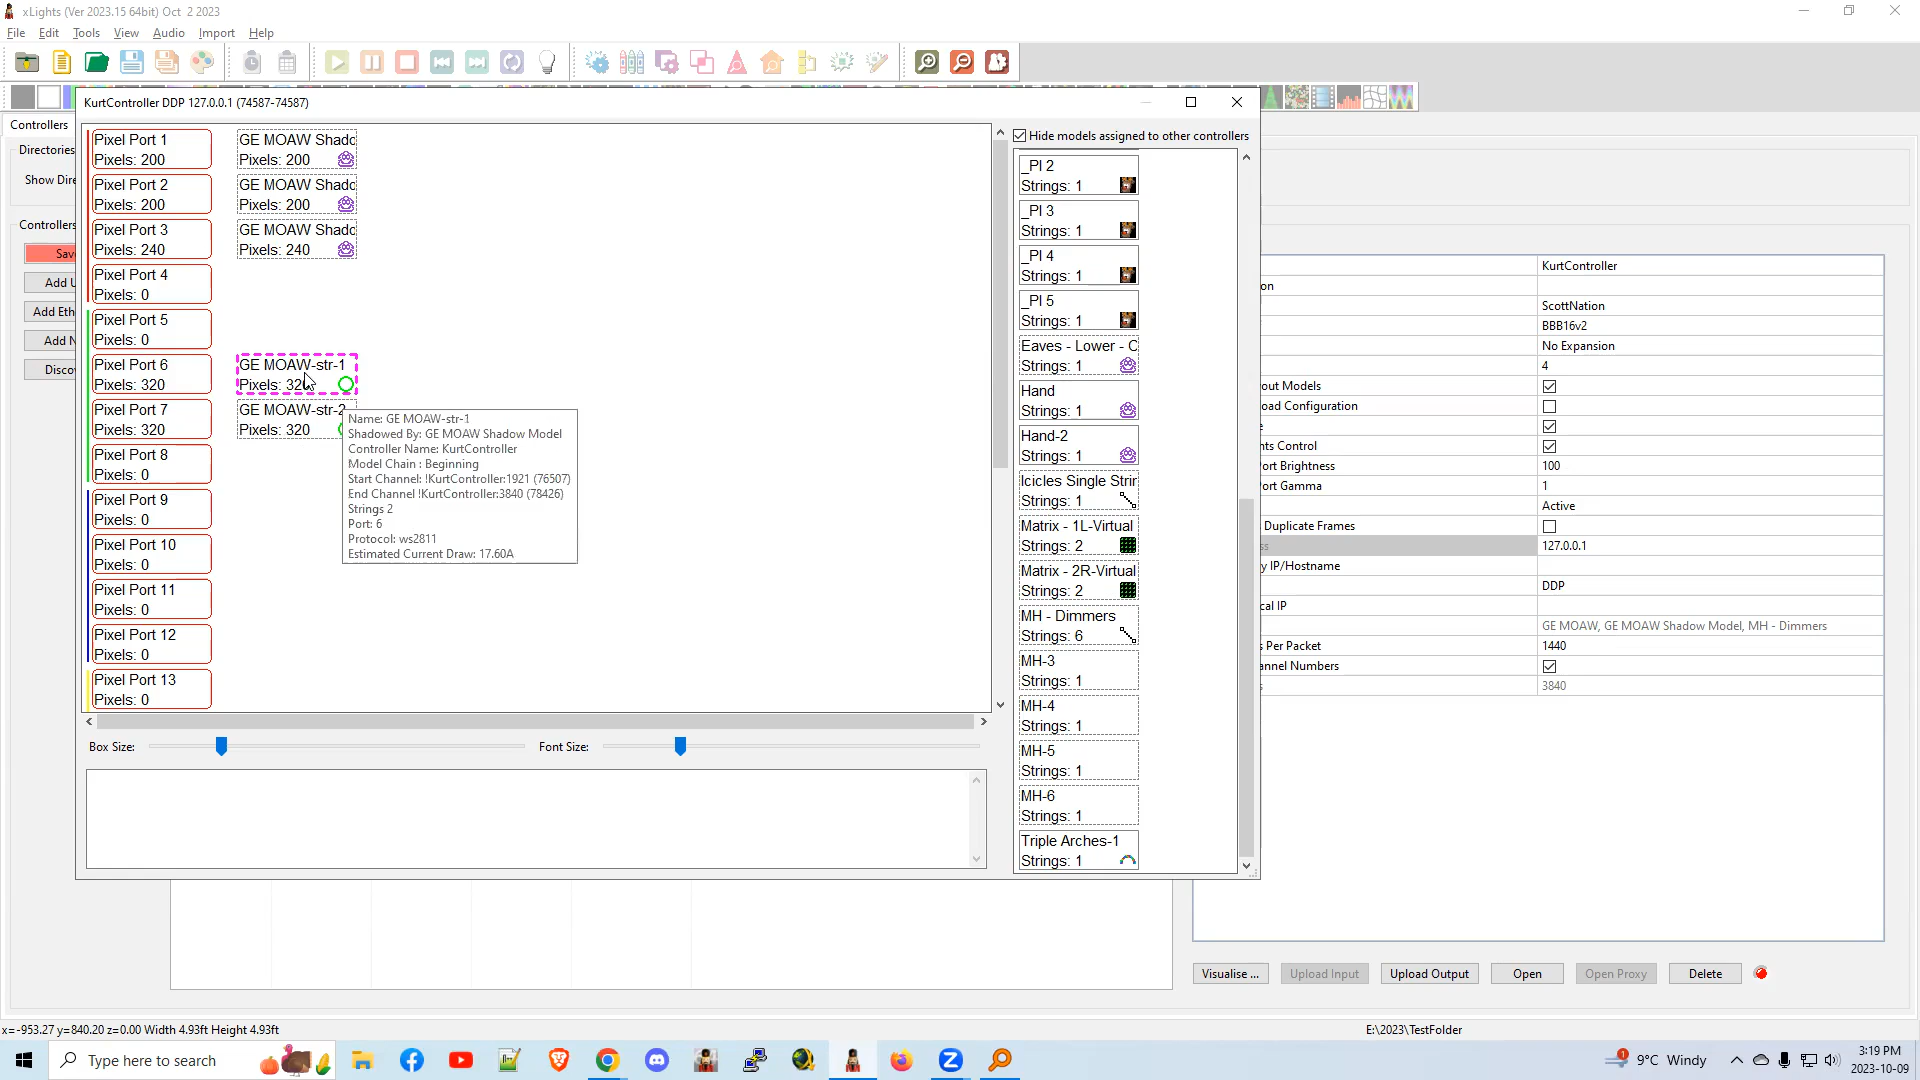 xLights (Ver 2023.15 64bit) Oct  2 2023
File Edit Tools View Audio Import Help
KurtController DDP 127.0.0.1 (74587-74587)
Controllers
Directories
Show Dire
Controllers
Save
Add U
Add Eth
Add N
Disco
Pixel Port 1
Pixels: 200
GE MOAW Shado
Pixels: 200
Pixel Port 2
Pixels: 200
GE MOAW Shado
Pixels: 200
Pixel Port 3
Pixels: 240
GE MOAW Shado
Pixels: 240
Pixel Port 4
Pixels: 0
Pixel Port 5
Pixels: 0
Pixel Port 6
Pixels: 320
GE MOAW-str-1
Pixels: 320
Pixel Port 7
Pixels: 320
GE MOAW-str-2
Pixels: 320
Pixel Port 8
Pixels: 0
Pixel Port 9
Pixels: 0
Pixel Port 10
Pixels: 0
Pixel Port 11
Pixels: 0
Pixel Port 12
Pixels: 0
Pixel Port 13
Pixels: 0
Name: GE MOAW-str-1
Shadowed By: GE MOAW Shadow Model
Controller Name: KurtController
Model Chain : Beginning
Start Channel: !KurtController:1921 (76507)
End Channel !KurtController:3840 (78426)
Strings 2
Port: 6
Protocol: ws2811
Estimated Current Draw: 17.60A
Box Size:
Font Size:
Hide models assigned to other controllers
_PI 2
Strings: 1
_PI 3
Strings: 1
_PI 4
Strings: 1
_PI 5
Strings: 1
Eaves - Lower - C
Strings: 1
Hand
Strings: 1
Hand-2
Strings: 1
Icicles Single Strin
Strings: 1
Matrix - 1L-Virtual
Strings: 2
Matrix - 2R-Virtual
Strings: 2
MH - Dimmers
Strings: 6
MH-3
Strings: 1
MH-4
Strings: 1
MH-5
Strings: 1
MH-6
Strings: 1
Triple Arches-1
Strings: 1
KurtController
on
ScottNation
BBB16v2
No Expansion
4
out Models
oad Configuration
e
nts Control
Port Brightness 100
Port Gamma 1
Active
Duplicate Frames
ss 127.0.0.1
y IP/Hostname
DDP
cal IP
GE MOAW, GE MOAW Shadow Model, MH - Dimmers
s Per Packet 1440
annel Numbers
s 3840
Visualise ... Upload Input Upload Output Open Open Proxy Delete
x=-953.27 y=840.20 z=0.00 Width 4.93ft Height 4.93ft
E:\2023\TestFolder
Type here to search
1
9°C Windy
3:19 PM
2023-10-09